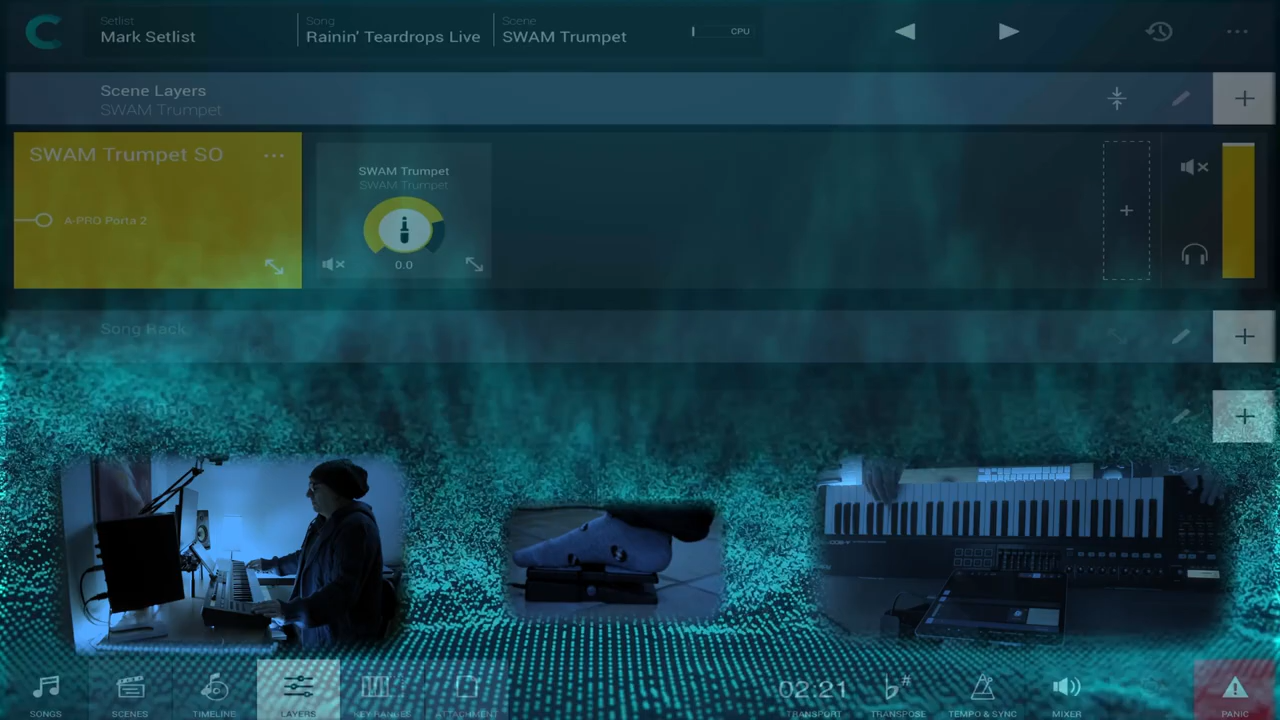 Setlist
Mark Setlist
Song
Rainin' Teardrops Live
Scene
SWAM Trumpet
CPU
Scene Layers
SWAM Trumpet
SWAM Trumpet SO
A-PRO Porta 2
SWAM Trumpet
SWAM Trumpet
0.0
Song Rack
SONGS
SCENES
TIMELINE
LAYERS
KEY RANGES
ATTACHMENT
02:21
TRANSPORT
TRANSPOSE
TEMPO & SYNC
MIXER
PANIC